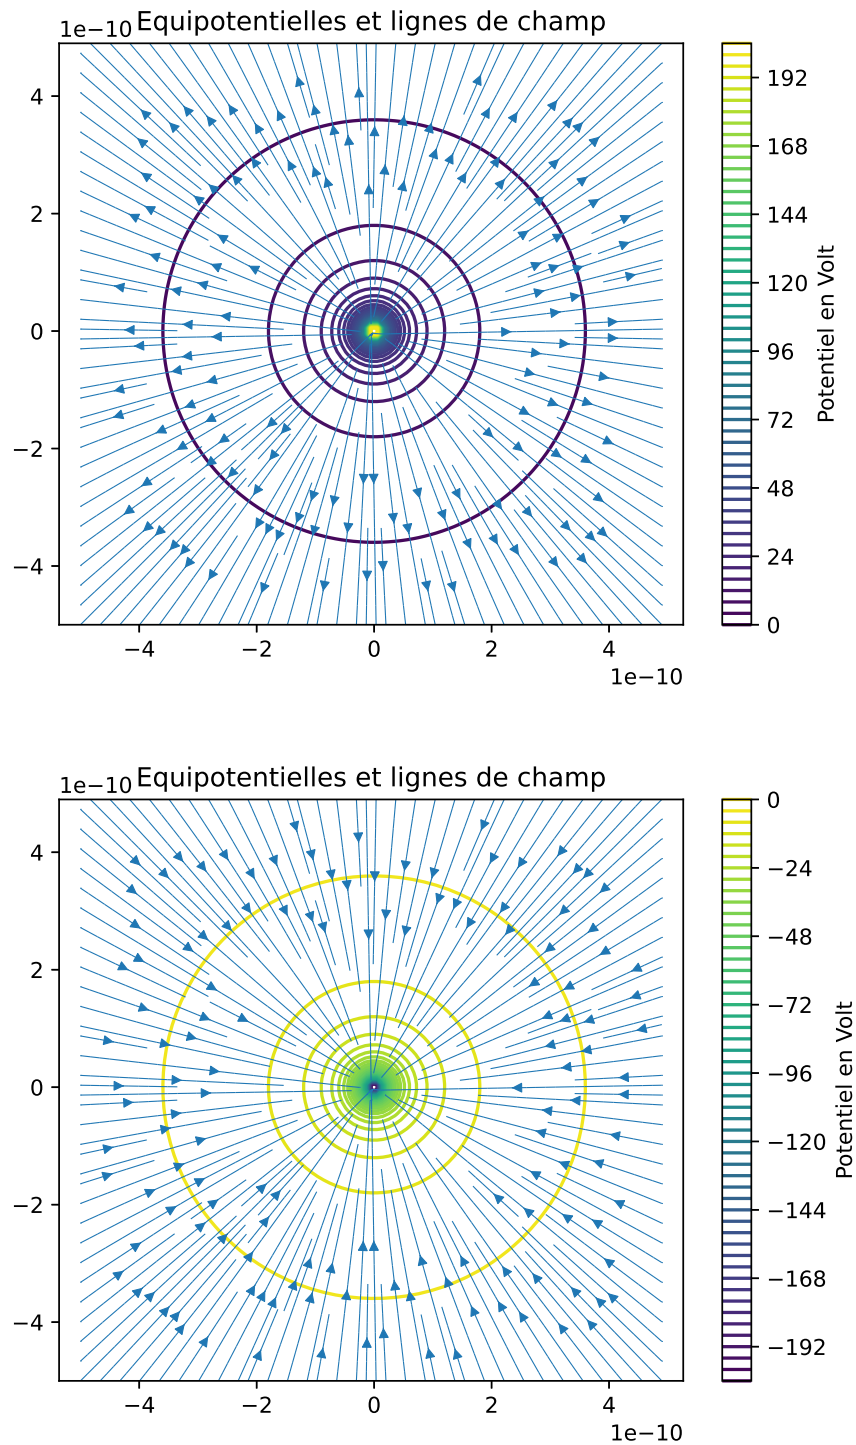 1e−10
Equipotentielles et lignes de champ
4
2
0
−2
−4
−4 −2 0 2 4
1e−10
192
168
144
120
96
72
48
24
0
Potentiel en Volt
1e−10
Equipotentielles et lignes de champ
4
2
0
−2
−4
−4 −2 0 2 4
1e−10
0
−24
−48
−72
−96
−120
−144
−168
−192
Potentiel en Volt